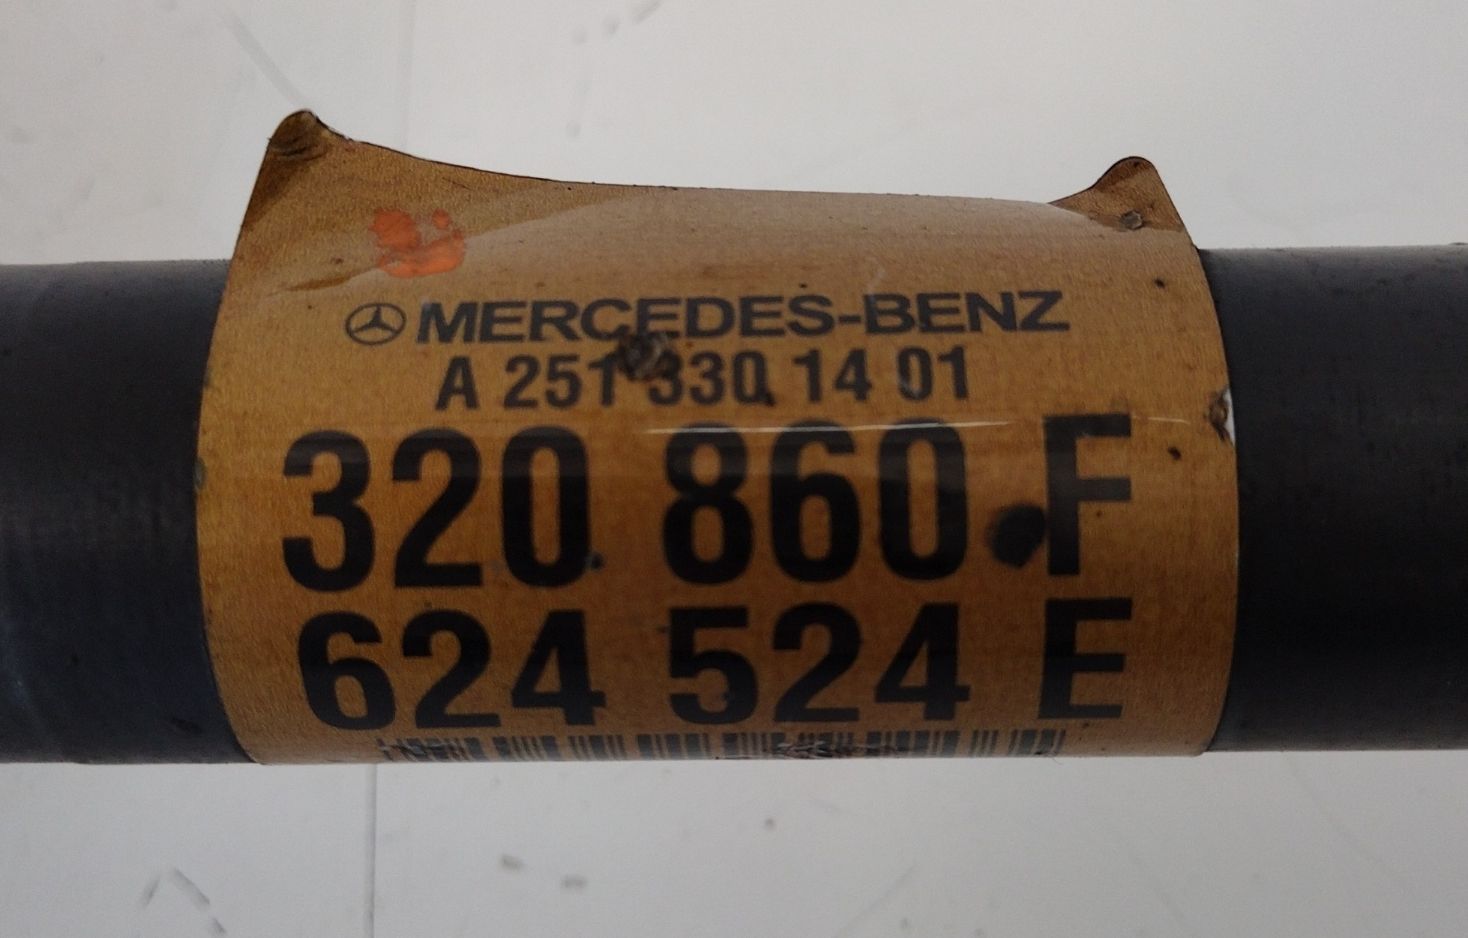 MERCEDES-BENZ
A 251 330 14 01
320 860 F
624 524 E